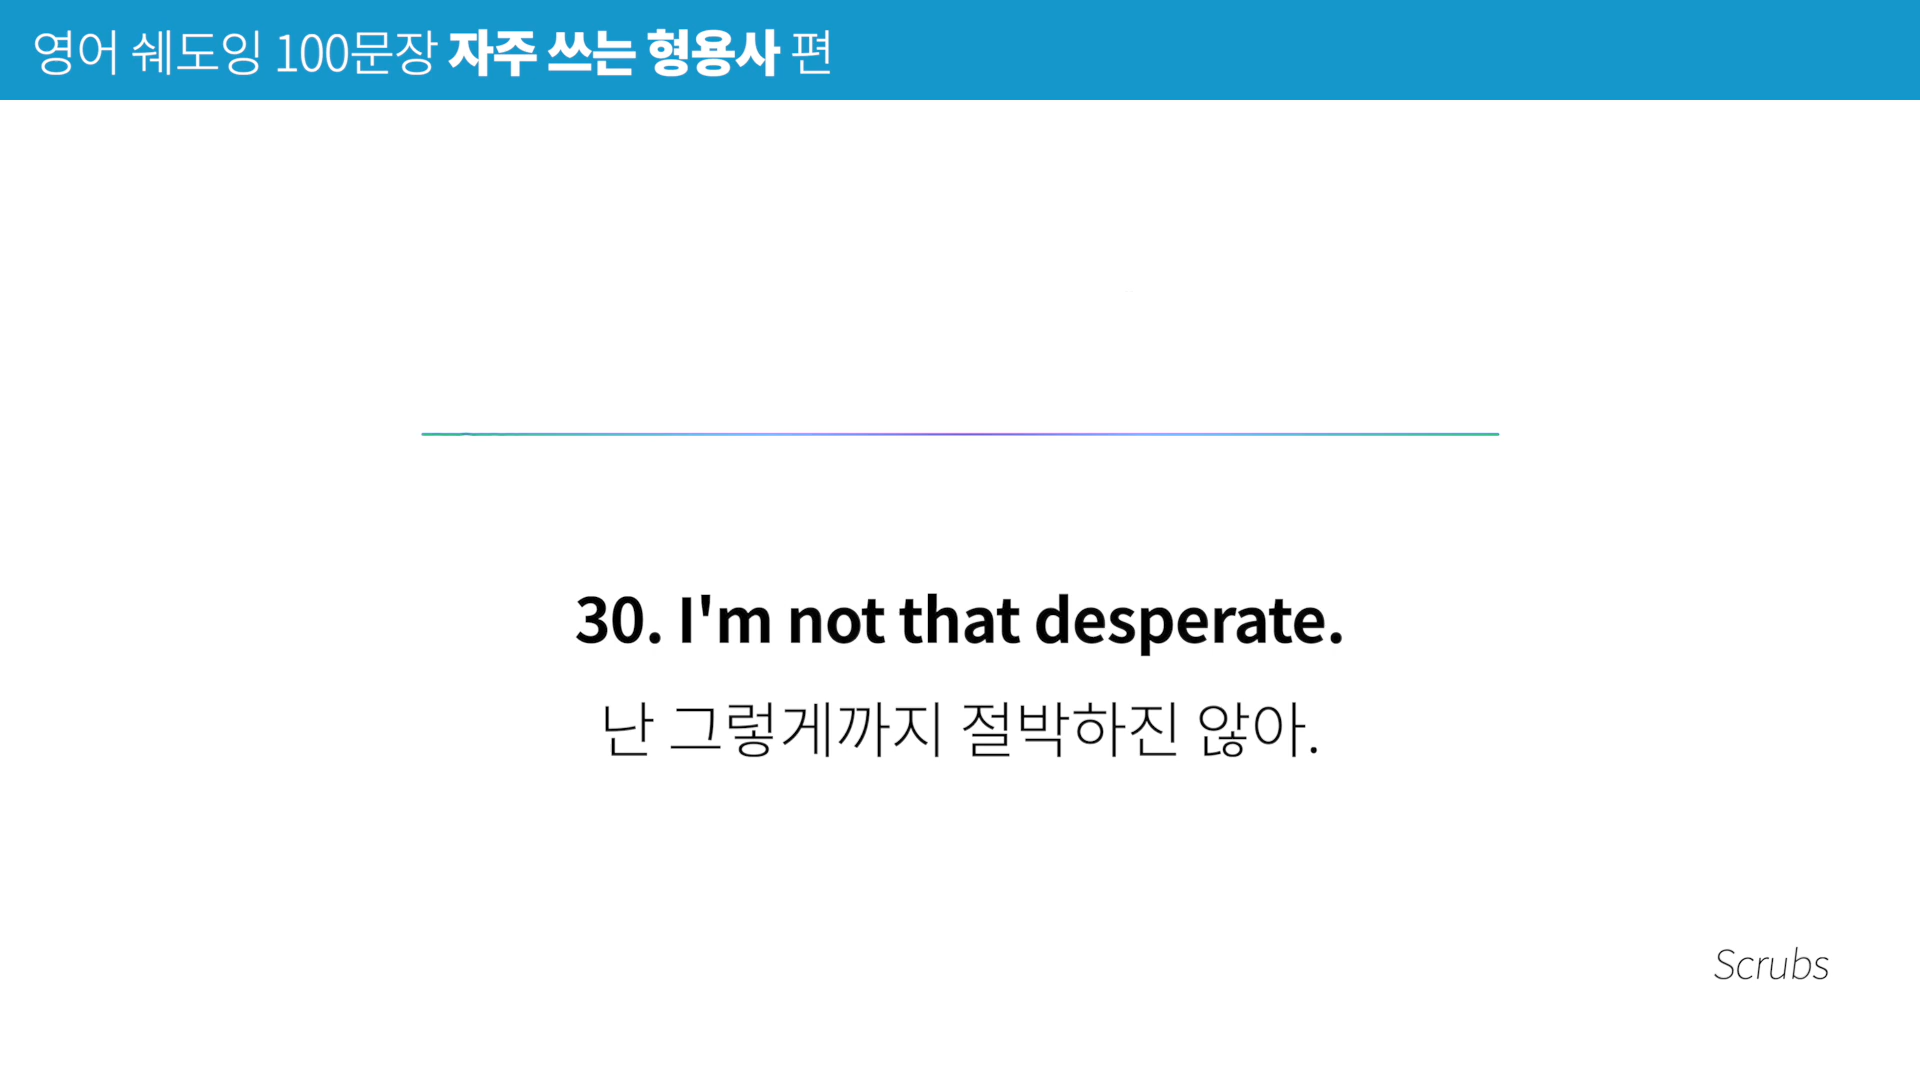 영어 쉐도잉 100문장 자주 쓰는 형용사 편
30. I'm not that desperate.
난 그렇게까지 절박하진 않아.
Scrubs